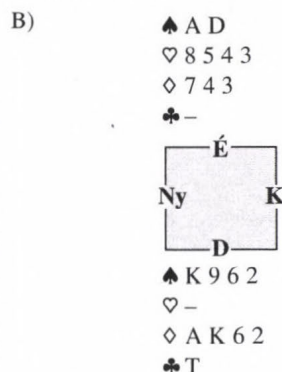 B)
♠ A D
♡ 8 5 4 3
◇ 7 4 3
♣ –
É
Ny K
D
♠ K 9 6 2
♡ –
◇ A K 6 2
♣ T